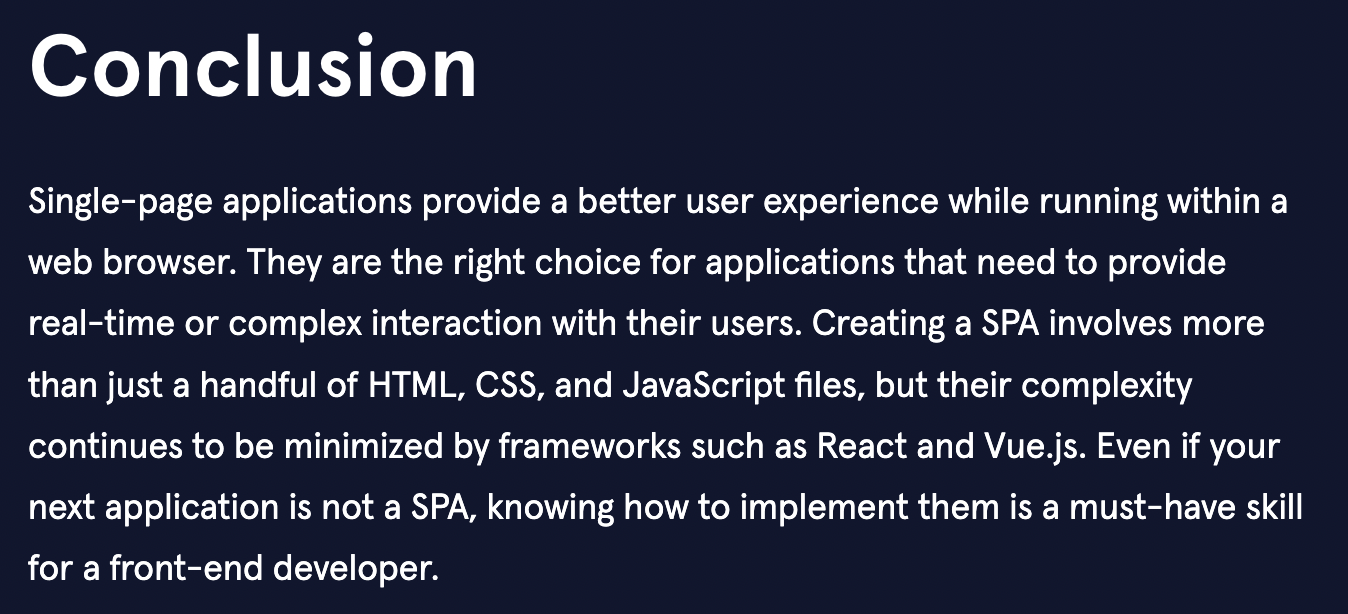 Conclusion
Single-page applications provide a better user experience while running within a
web browser. They are the right choice for applications that need to provide
real-time or complex interaction with their users. Creating a SPA involves more
than just a handful of HTML, CSS, and JavaScript files, but their complexity
continues to be minimized by frameworks such as React and Vue.js. Even if your
next application is not a SPA, knowing how to implement them is a must-have skill
for a front-end developer.